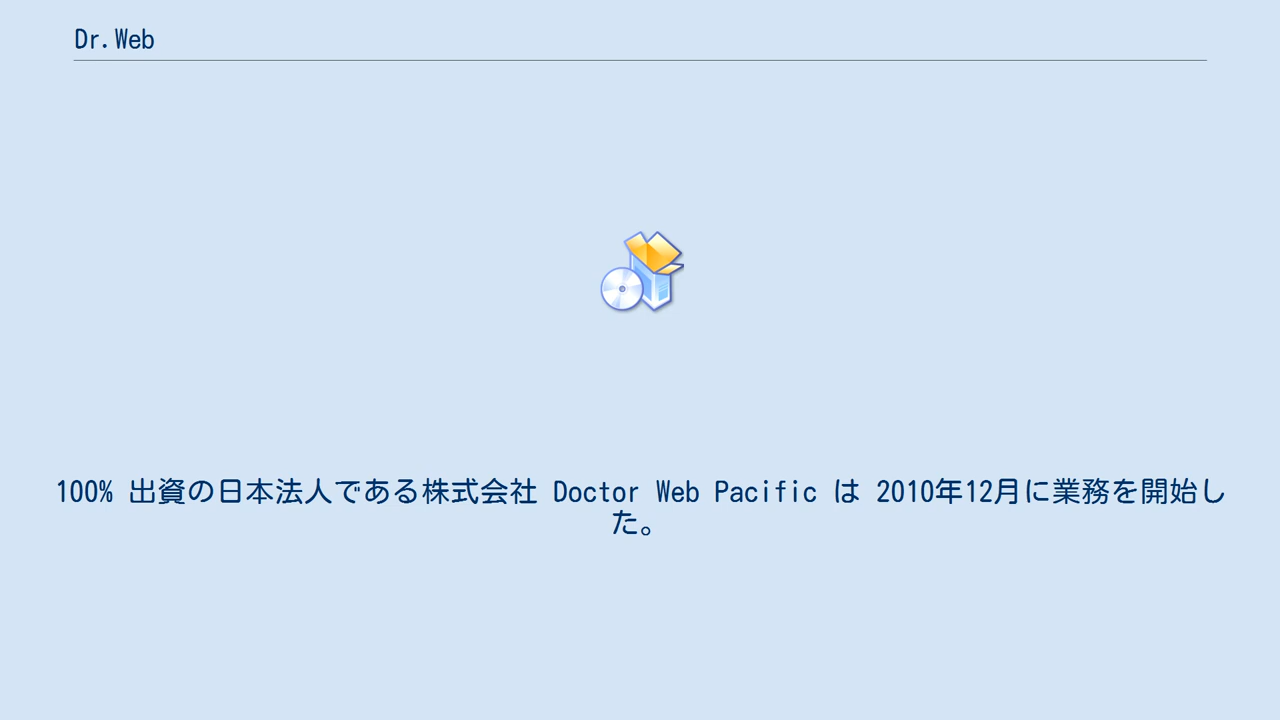 Dr.Web
100% 出資の日本法人である株式会社 Doctor Web Pacific は 2010年12月に業務を開始し
た。